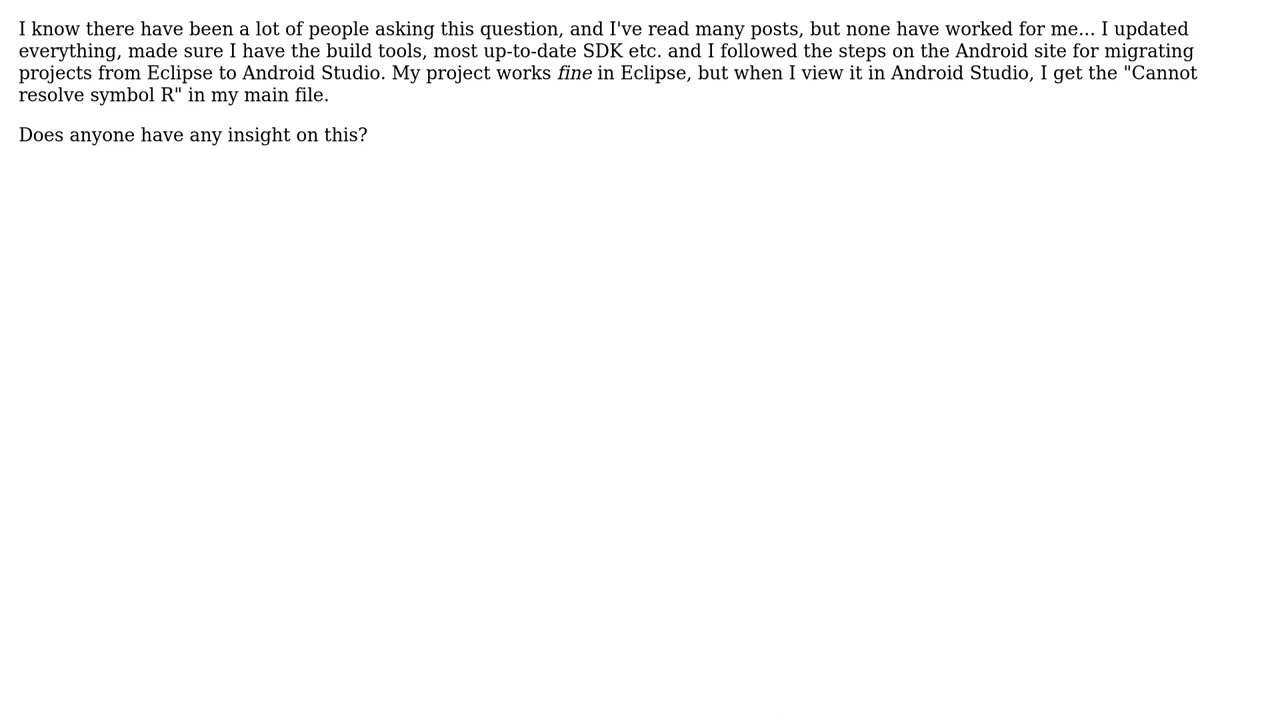 I know there have been a lot of people asking this question, and I've read many posts, but none have worked for me... I updated
everything, made sure I have the build tools, most up-to-date SDK etc. and I followed the steps on the Android site for migrating
projects from Eclipse to Android Studio. My project works fine in Eclipse, but when I view it in Android Studio, I get the "Cannot
resolve symbol R" in my main file.
Does anyone have any insight on this?